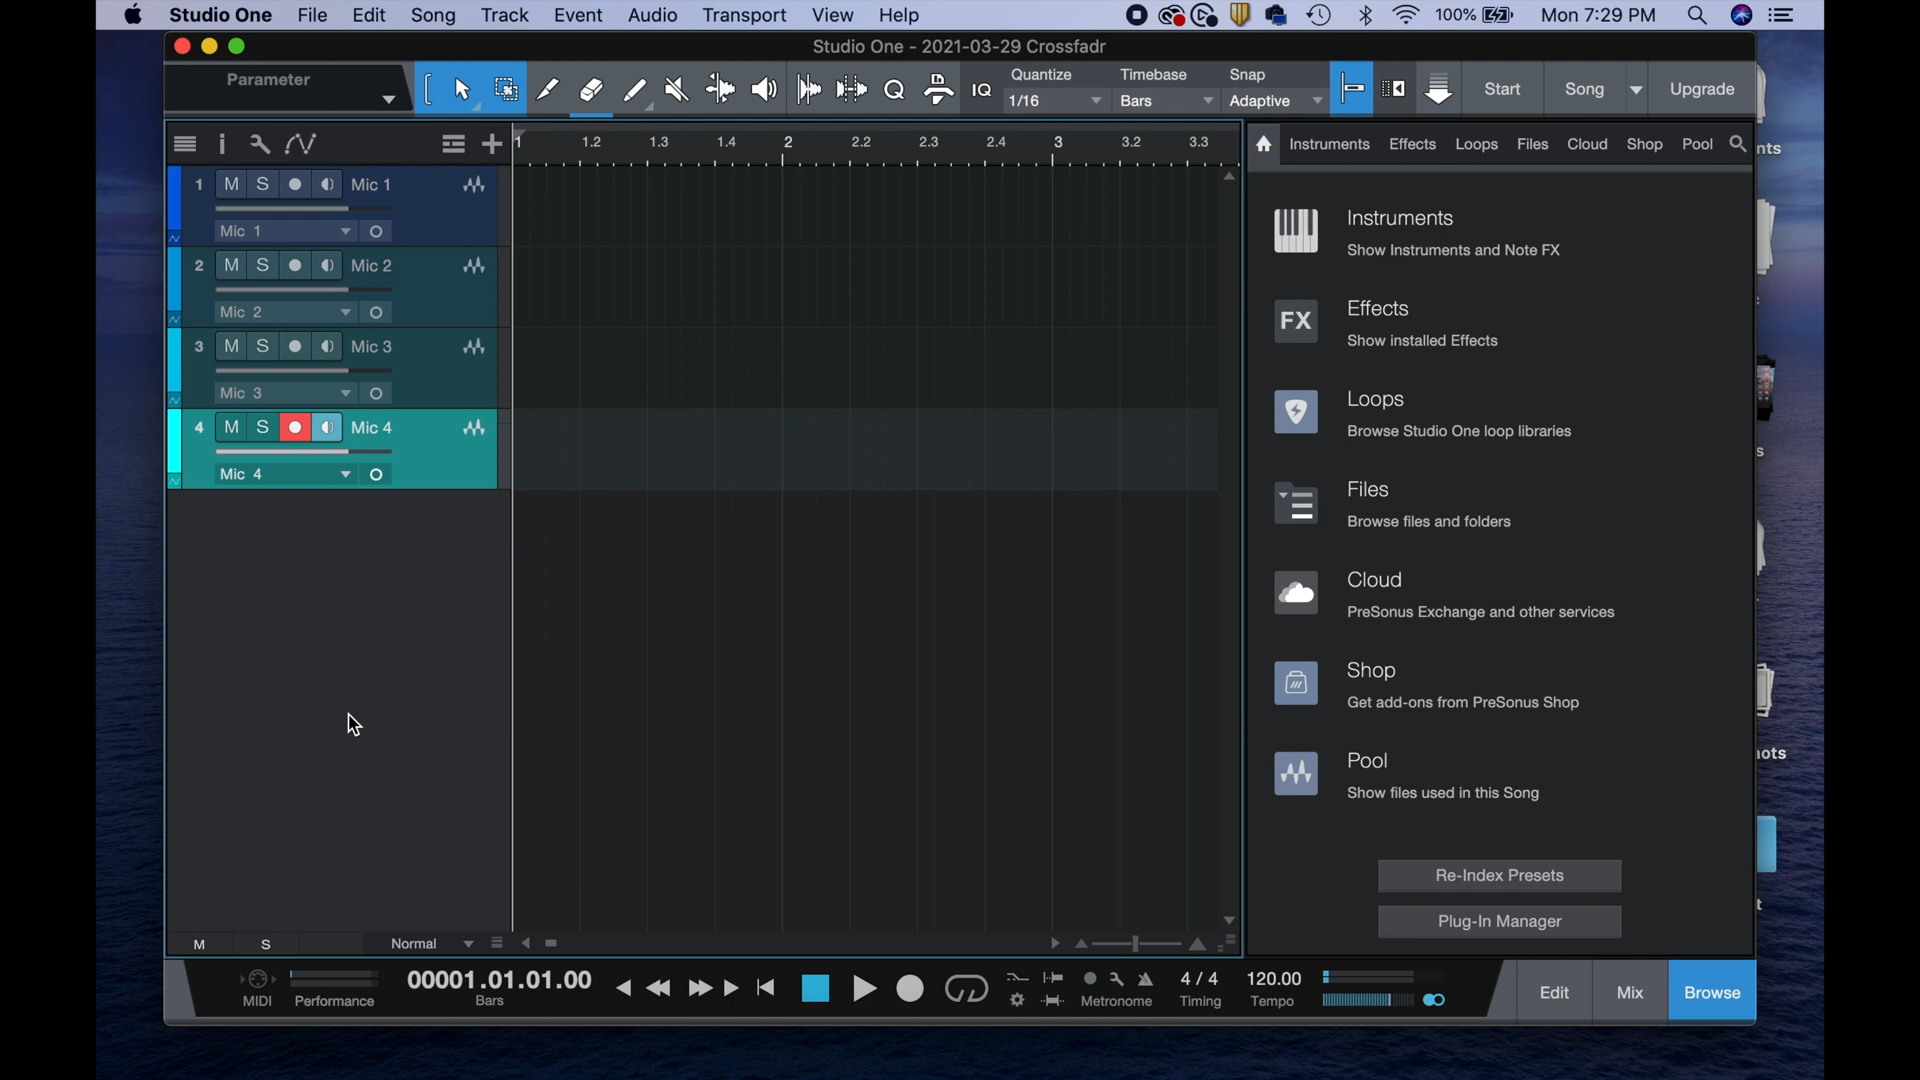 Studio One File Edit Song Track Event Audio Transport View Help 100% Mon 7:29 PM
Studio One - 2021-03-29 Crossfadr
Parameter
IQ
Quantize
1/16
Timebase
Bars
Snap
Adaptive
Start
Song
Upgrade
1 1.2 1.3 1.4 2 2.2 2.3 2.4 3 3.2 3.3
Instruments Effects Loops Files Cloud Shop Pool
nts
1 M S Mic 1
Mic 1
2 M S Mic 2
Mic 2
3 M S Mic 3
Mic 3
4 M S Mic 4
Mic 4
Instruments
Show Instruments and Note FX
FX
Effects
Show installed Effects
Loops
Browse Studio One loop libraries
s
Files
Browse files and folders
Cloud
PreSonus Exchange and other services
Shop
Get add-ons from PreSonus Shop
ots
Pool
Show files used in this Song
Re-Index Presets
Plug-In Manager
t
M S Normal
MIDI
Performance
00001.01.01.00
Bars
Metronome
4 / 4
Timing
120.00
Tempo
Edit
Mix
Browse